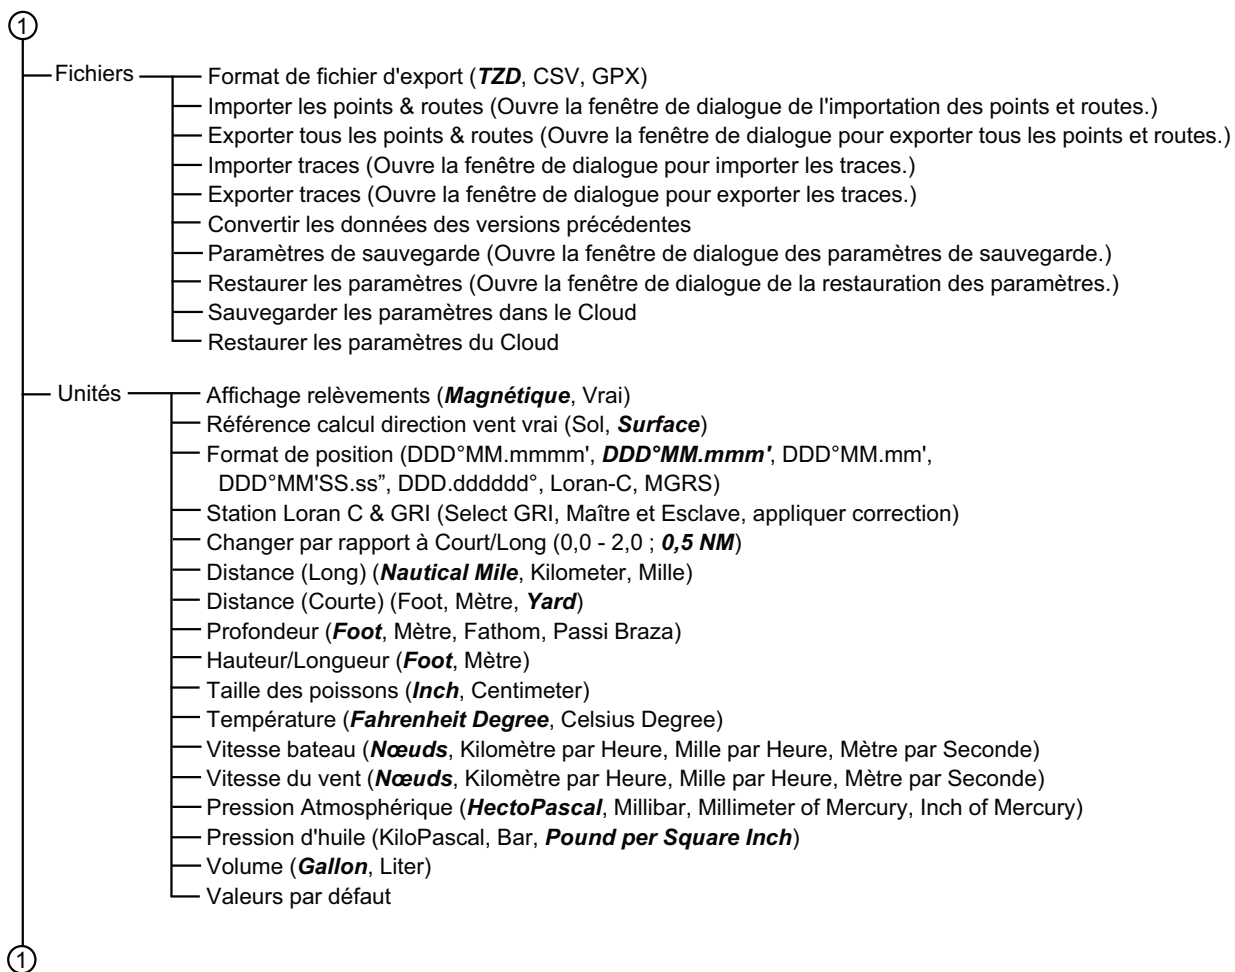 ①
Fichiers
Format de fichier d'export (TZD, CSV, GPX)
Importer les points & routes (Ouvre la fenêtre de dialogue de l'importation des points et routes.)
Exporter tous les points & routes (Ouvre la fenêtre de dialogue pour exporter tous les points et routes.)
Importer traces (Ouvre la fenêtre de dialogue pour importer les traces.)
Exporter traces (Ouvre la fenêtre de dialogue pour exporter les traces.)
Convertir les données des versions précédentes
Paramètres de sauvegarde (Ouvre la fenêtre de dialogue des paramètres de sauvegarde.)
Restaurer les paramètres (Ouvre la fenêtre de dialogue de la restauration des paramètres.)
Sauvegarder les paramètres dans le Cloud
Restaurer les paramètres du Cloud
Unités
Affichage relèvements (Magnétique, Vrai)
Référence calcul direction vent vrai (Sol, Surface)
Format de position (DDD°MM.mmmm', DDD°MM.mmm', DDD°MM.mm',
DDD°MM'SS.ss”, DDD.dddddd°, Loran-C, MGRS)
Station Loran C & GRI (Select GRI, Maître et Esclave, appliquer correction)
Changer par rapport à Court/Long (0,0 - 2,0 ; 0,5 NM)
Distance (Long) (Nautical Mile, Kilometer, Mille)
Distance (Courte) (Foot, Mètre, Yard)
Profondeur (Foot, Mètre, Fathom, Passi Braza)
Hauteur/Longueur (Foot, Mètre)
Taille des poissons (Inch, Centimeter)
Température (Fahrenheit Degree, Celsius Degree)
Vitesse bateau (Nœuds, Kilomètre par Heure, Mille par Heure, Mètre par Seconde)
Vitesse du vent (Nœuds, Kilomètre par Heure, Mille par Heure, Mètre par Seconde)
Pression Atmosphérique (HectoPascal, Millibar, Millimeter of Mercury, Inch of Mercury)
Pression d'huile (KiloPascal, Bar, Pound per Square Inch)
Volume (Gallon, Liter)
Valeurs par défaut
①